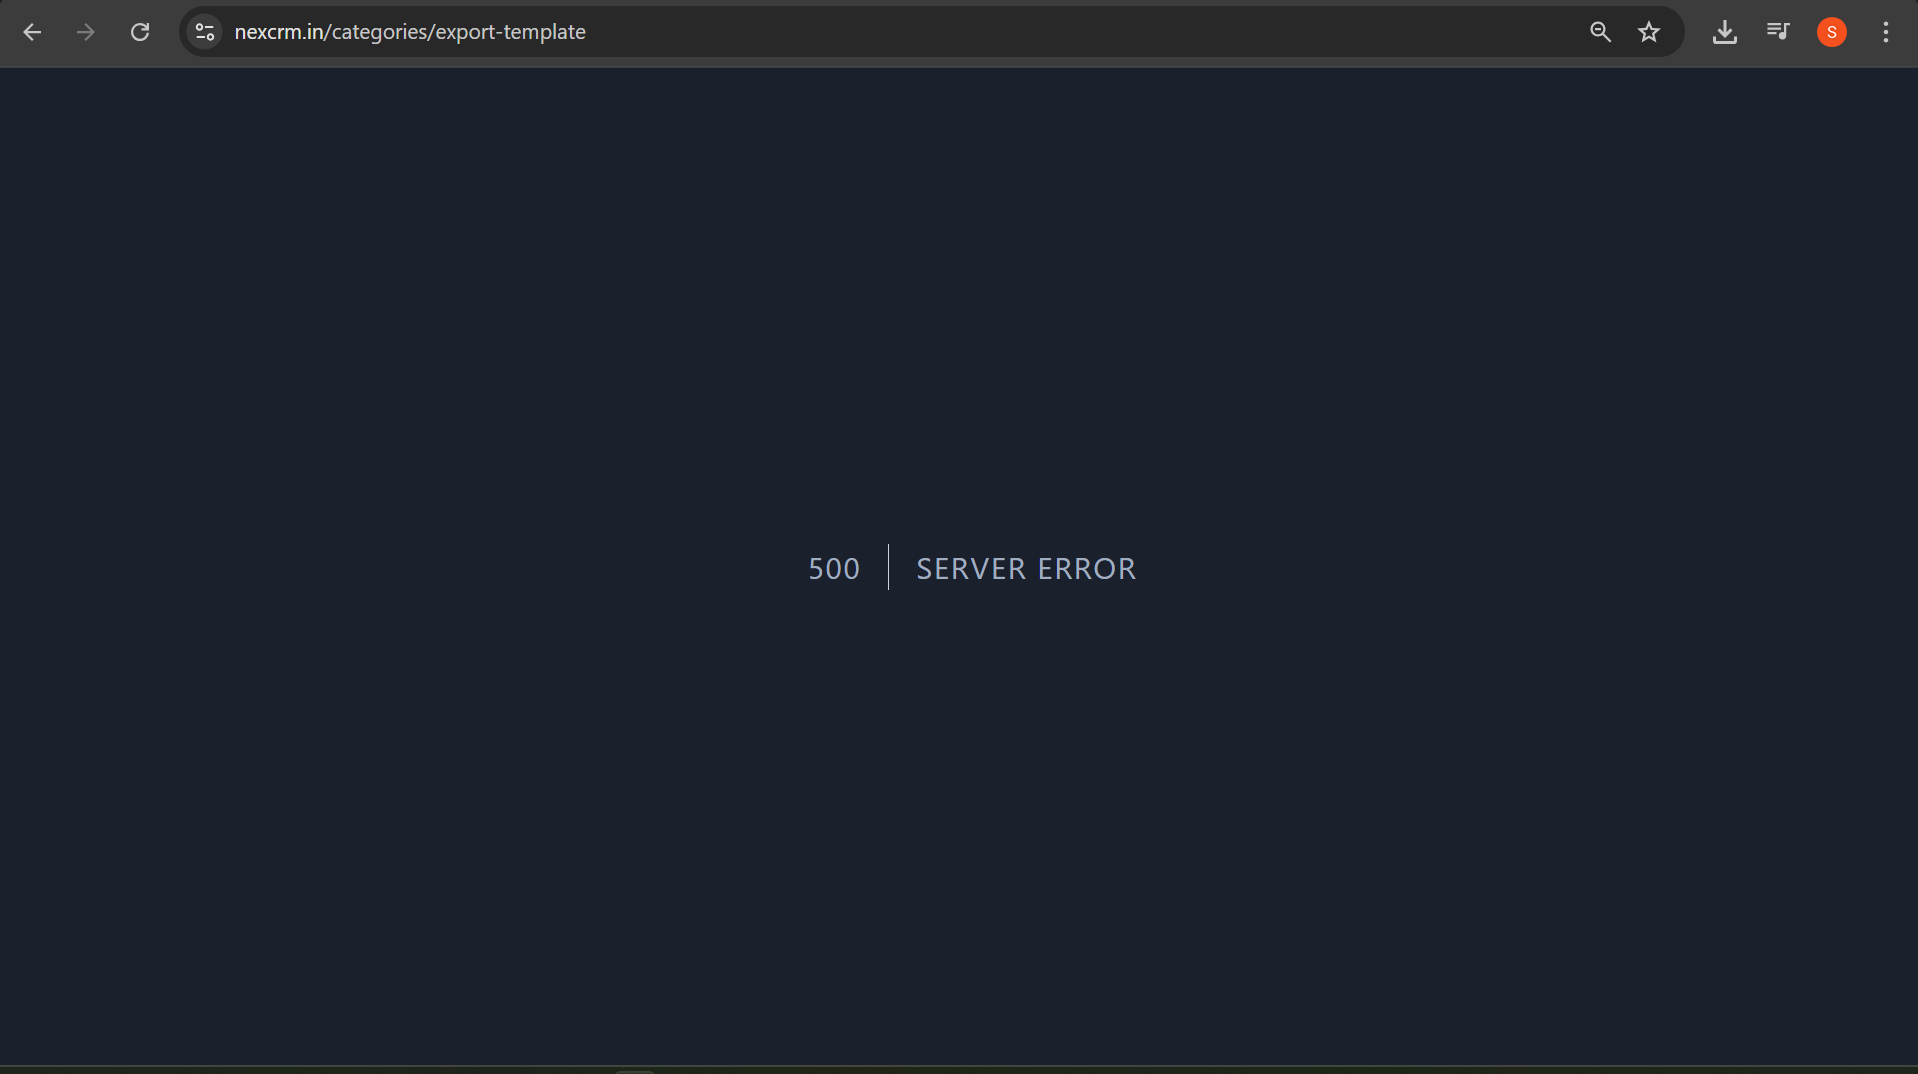 nexcrm.in/categories/export-template
S
500
SERVER ERROR